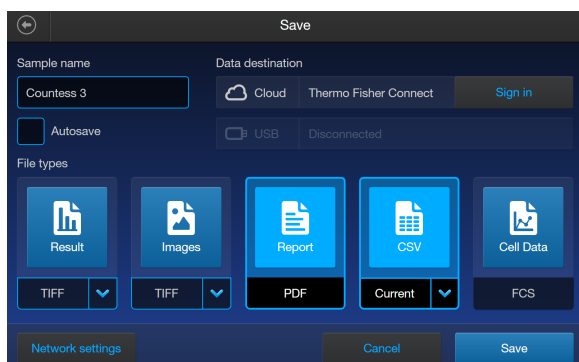 Save
Sample name
Data destination
Countess 3
Cloud
Thermo Fisher Connect
Sign in
Autosave
USB
Disconnected
File types
Result
Images
Report
CSV
Cell Data
TIFF
TIFF
PDF
Current
FCS
Network settings
Cancel
Save